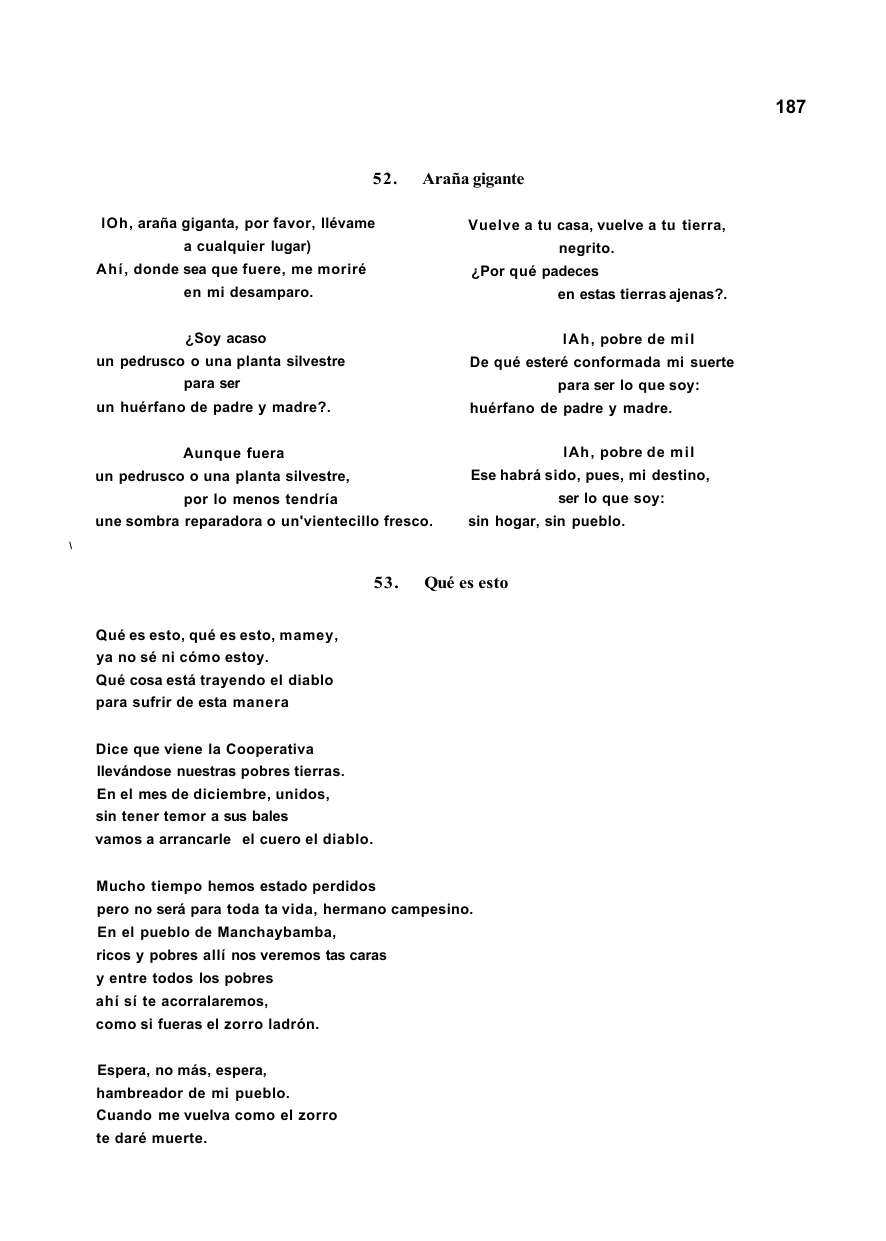 187
52. Araña gigante
lOh, araña giganta, por favor, llévame
a cualquier lugar)
Ahí, donde sea que fuere, me moriré
en mi desamparo.
¿Soy acaso
un pedrusco o una planta silvestre
para ser
un huérfano de padre y madre?.
Aunque fuera
un pedrusco o una planta silvestre,
por lo menos tendría
une sombra reparadora o un'vientecillo fresco.
\
Vuelve a tu casa, vuelve a tu tierra,
negrito.
¿Por qué padeces
en estas tierras ajenas?.
lAh, pobre de mil
De qué esteré conformada mi suerte
para ser lo que soy:
huérfano de padre y madre.
lAh, pobre de mil
Ese habrá sido, pues, mi destino,
ser lo que soy:
sin hogar, sin pueblo.
53. Qué es esto
Qué es esto, qué es esto, mamey,
ya no sé ni cómo estoy.
Qué cosa está trayendo el diablo
para sufrir de esta manera
Dice que viene la Cooperativa
llevándose nuestras pobres tierras.
En el mes de diciembre, unidos,
sin tener temor a sus bales
vamos a arrancarle el cuero el diablo.
Mucho tiempo hemos estado perdidos
pero no será para toda ta vida, hermano campesino.
En el pueblo de Manchaybamba,
ricos y pobres allí nos veremos tas caras
y entre todos los pobres
ahí sí te acorralaremos,
como si fueras el zorro ladrón.
Espera, no más, espera,
hambreador de mi pueblo.
Cuando me vuelva como el zorro
te daré muerte.